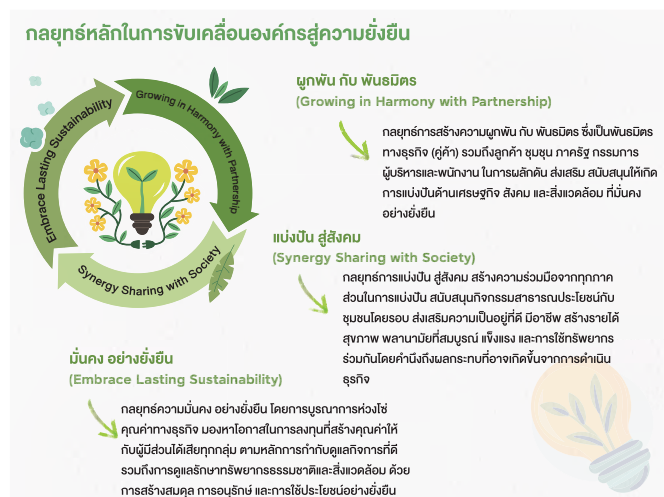 กลยุทธ์หลักในการขับเคลื่อนองค์กรสู่ความยั่งยืน
Embrace Lasting Sustainability
Growing in Harmony with Partnership
Synergy Sharing with Society
ผูกพัน กับ พันธมิตร
(Growing in Harmony with Partnership)
กลยุทธ์การสร้างความผูกพัน กับ พันธมิตร ซึ่งเป็นพันธมิตร
ทางธุรกิจ (คู่ค้า) รวมถึงลูกค้า ชุมชุน ภาครัฐ กรรมการ
ผู้บริหารและพนักงาน ในการผลักดัน ส่งเสริม สนับสนุนให้เกิด
การแบ่งปันด้านเศรษฐกิจ สังคม และสิ่งแวดล้อม ที่มั่นคง
อย่างยั่งยืน
แบ่งปัน สู่สังคม
(Synergy Sharing with Society)
กลยุทธ์การแบ่งปัน สู่สังคม สร้างความร่วมมือจากทุกภาค
ส่วนในการแบ่งปัน สนับสนุนกิจกรรมสาธารณประโยชน์กับ
ชุมชนโดยรอบ ส่งเสริมความเป็นอยู่ที่ดี มีอาชีพ สร้างรายได้
สุขภาพ พลานามัยที่สมบูรณ์ แข็งแรง และการใช้ทรัพยากร
ร่วมกันโดยคำนึงถึงผลกระทบที่อาจเกิดขึ้นจากการดำเนิน
ธุรกิจ
มั่นคง อย่างยั่งยืน
(Embrace Lasting Sustainability)
กลยุทธ์ความมั่นคง อย่างยั่งยืน โดยการบูรณาการห่วงโซ่
คุณค่าทางธุรกิจ มองหาโอกาสในการลงทุนที่สร้างคุณค่าให้
กับผู้มีส่วนได้เสียทุกกลุ่ม ตามหลักการกำกับดูแลกิจการที่ดี
รวมถึงการดูแลรักษาทรัพยากรธรรมชาติและสิ่งแวดล้อม ด้วย
การสร้างสมดุล การอนุรักษ์ และการใช้ประโยชน์อย่างยั่งยืน